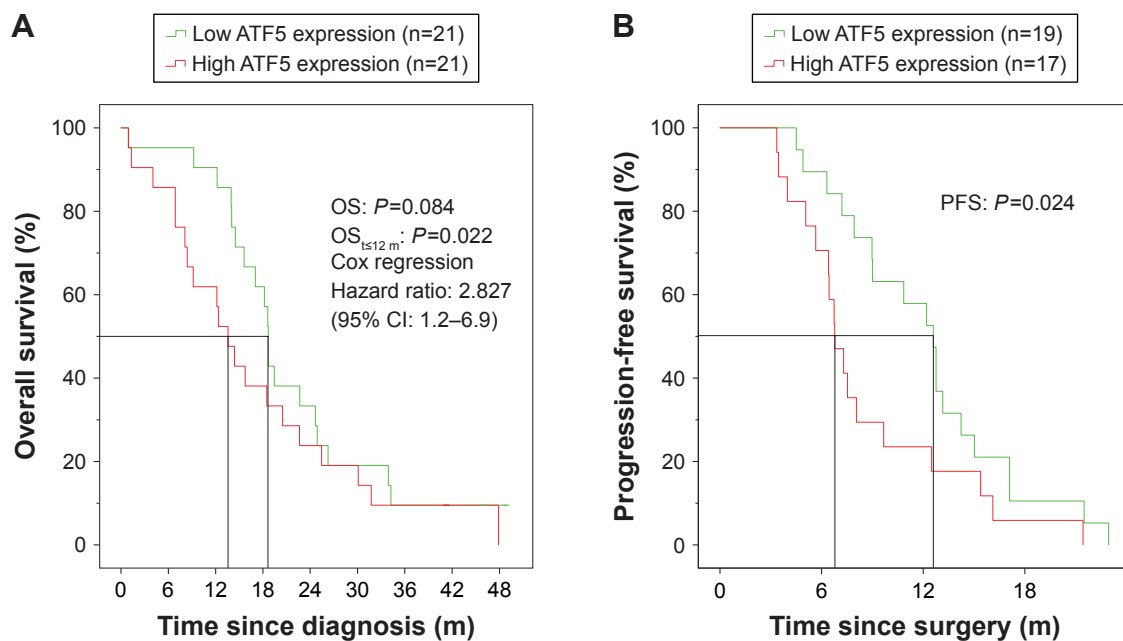 A
Low ATF5 expression (n=21)
High ATF5 expression (n=21)
Overall survival (%)
100
80
60
40
20
0
OS: P=0.084
OS t≤12 m: P=0.022
Cox regression
Hazard ratio: 2.827
(95% CI: 1.2–6.9)
0 6 12 18 24 30 36 42 48
Time since diagnosis (m)
B
Low ATF5 expression (n=19)
High ATF5 expression (n=17)
Progression-free survival (%)
100
80
60
40
20
0
PFS: P=0.024
0 6 12 18
Time since surgery (m)